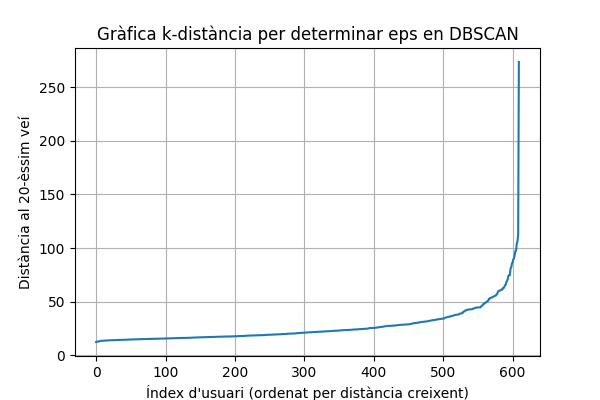 Gràfica k-distància per determinar eps en DBSCAN
Distància al 20-èssim veí
250
200
150
100
50
0
0 100 200 300 400 500 600
Índex d'usuari (ordenat per distància creixent)